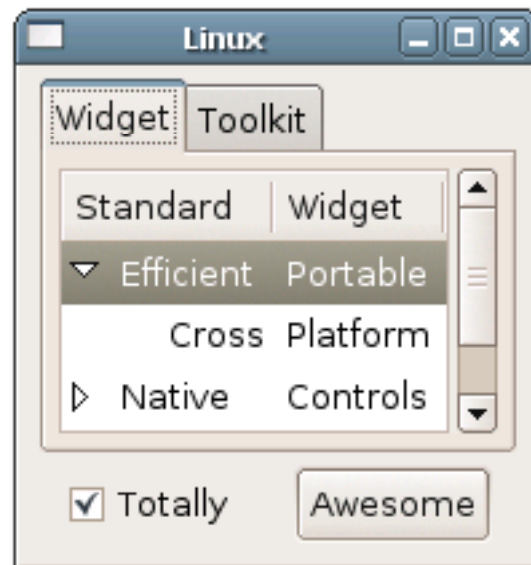 Linux
Widget Toolkit
Standard Widget
Efficient Portable
Cross Platform
Native Controls
Totally Awesome